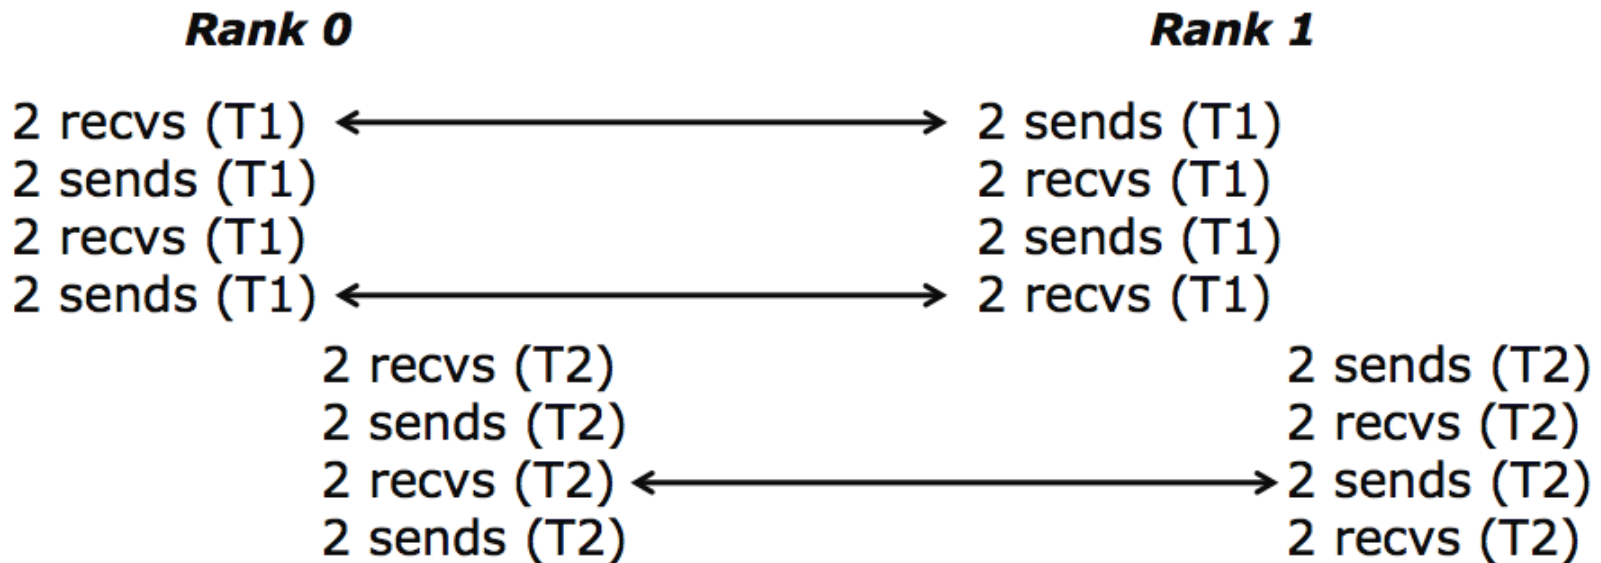 Rank 0 Rank 1
2 recvs (T1) 2 sends (T1)
2 sends (T1) 2 recvs (T1)
2 recvs (T1) 2 sends (T1)
2 sends (T1) 2 recvs (T1)
2 recvs (T2) 2 sends (T2)
2 sends (T2) 2 recvs (T2)
2 recvs (T2) 2 sends (T2)
2 sends (T2) 2 recvs (T2)